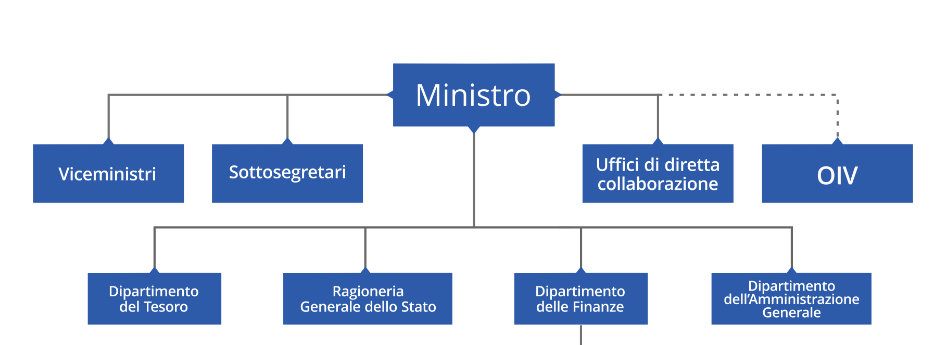 Ministro
Viceministri
Sottosegretari
Uffici di diretta
collaborazione
OIV
Dipartimento
del Tesoro
Ragioneria
Generale dello Stato
Dipartimento
delle Finanze
Dipartimento
dell'Amministrazione
Generale